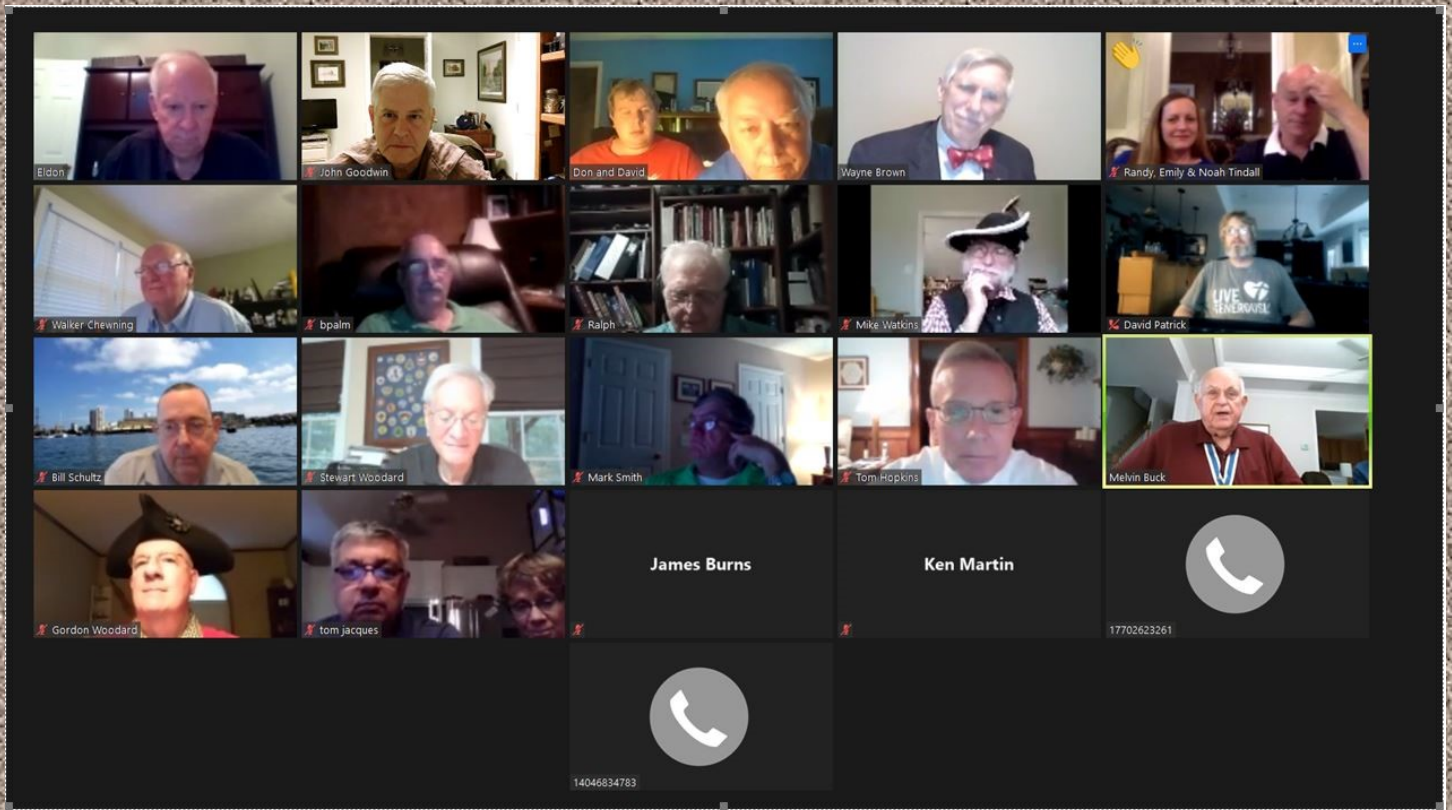 Eldon
John Goodwin
Don and David
Wayne Brown
Randy, Emily & Noah Tindall
Walker Chewning
bpalm
Ralph
Mike Watkins
David Patrick
LIVE
GENEROUSLY
Bill Schultz
Stewart Woodard
Mark Smith
Tom Hopkins
Melvin Buck
Gordon Woodard
tom jacques
James Burns
Ken Martin
17702623261
14046834783